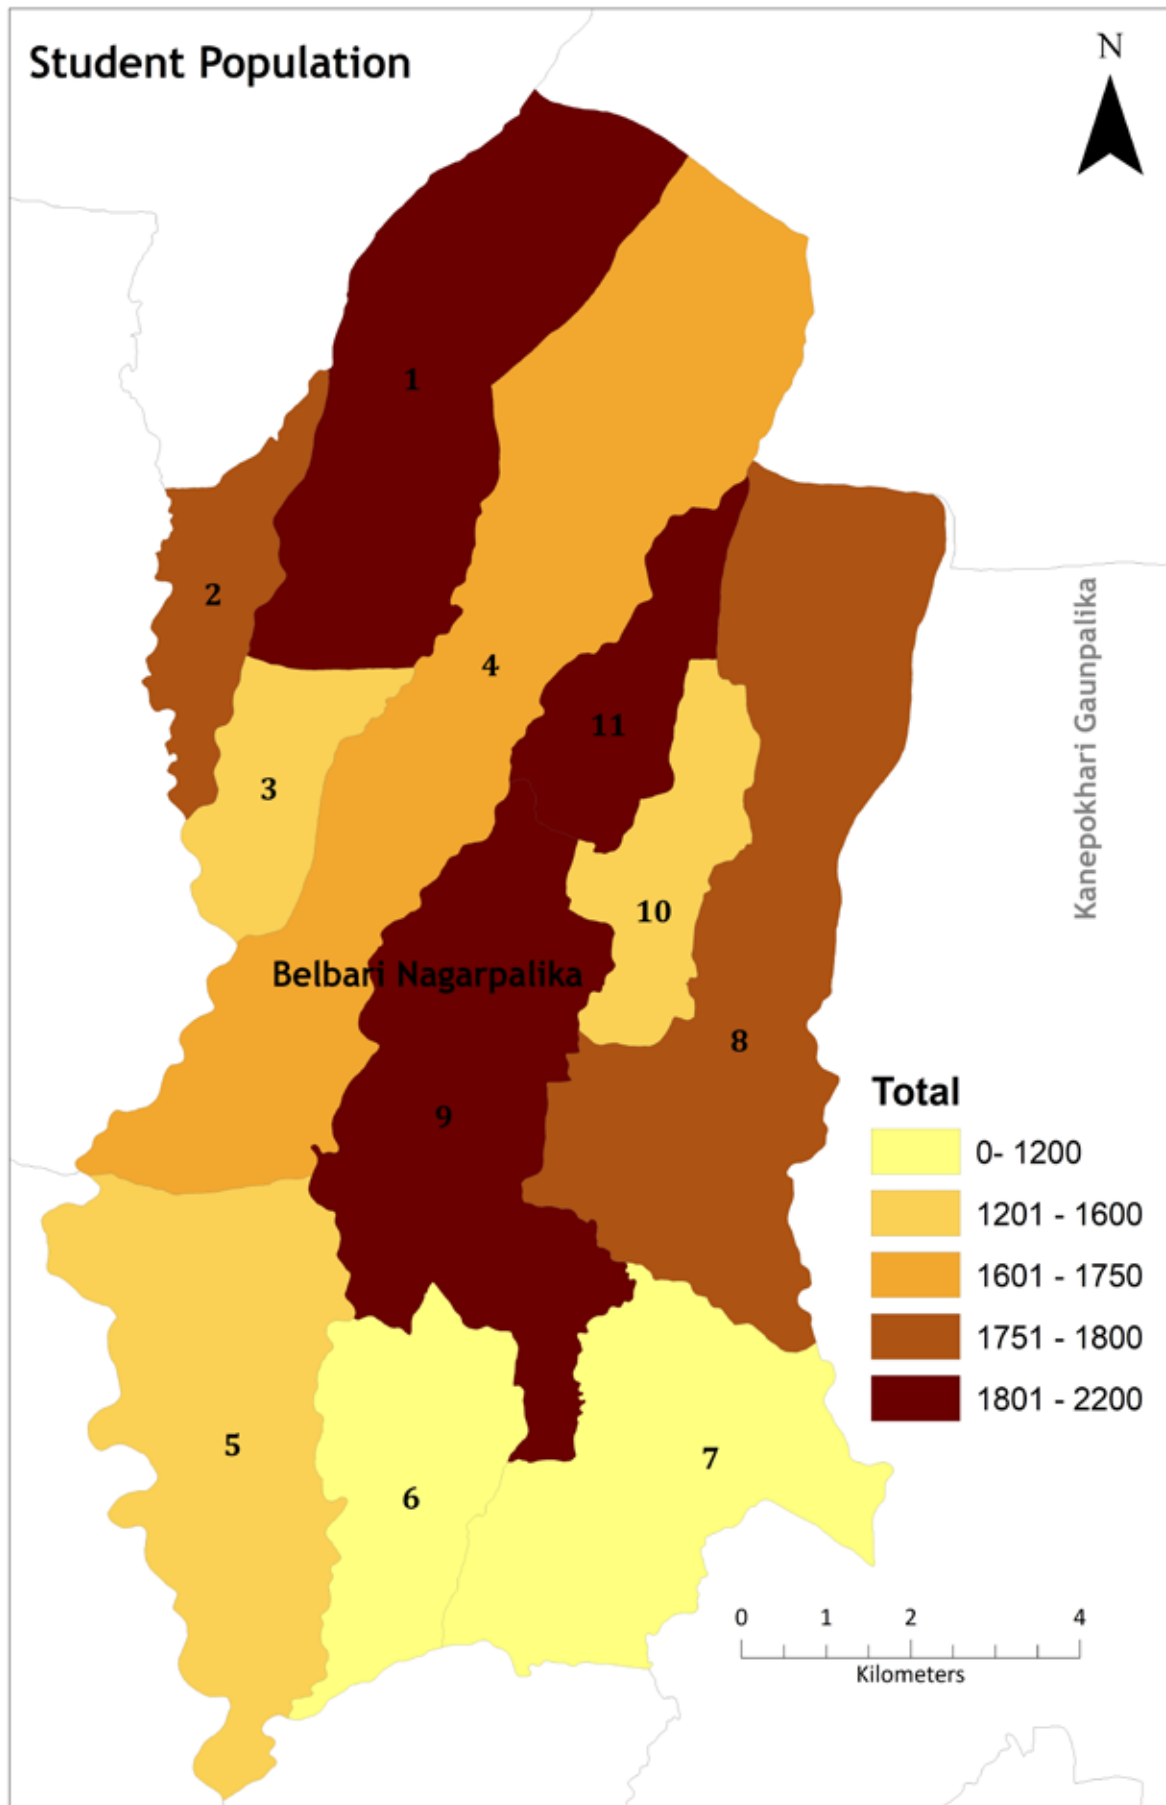 Student Population
N
1
2
4
11
3
10
Kanepokhari Gaunpalika
Belbari Nagarpalika
8
9
5
6
7
Total
0- 1200
1201 - 1600
1601 - 1750
1751 - 1800
1801 - 2200
0 1 2 4
Kilometers